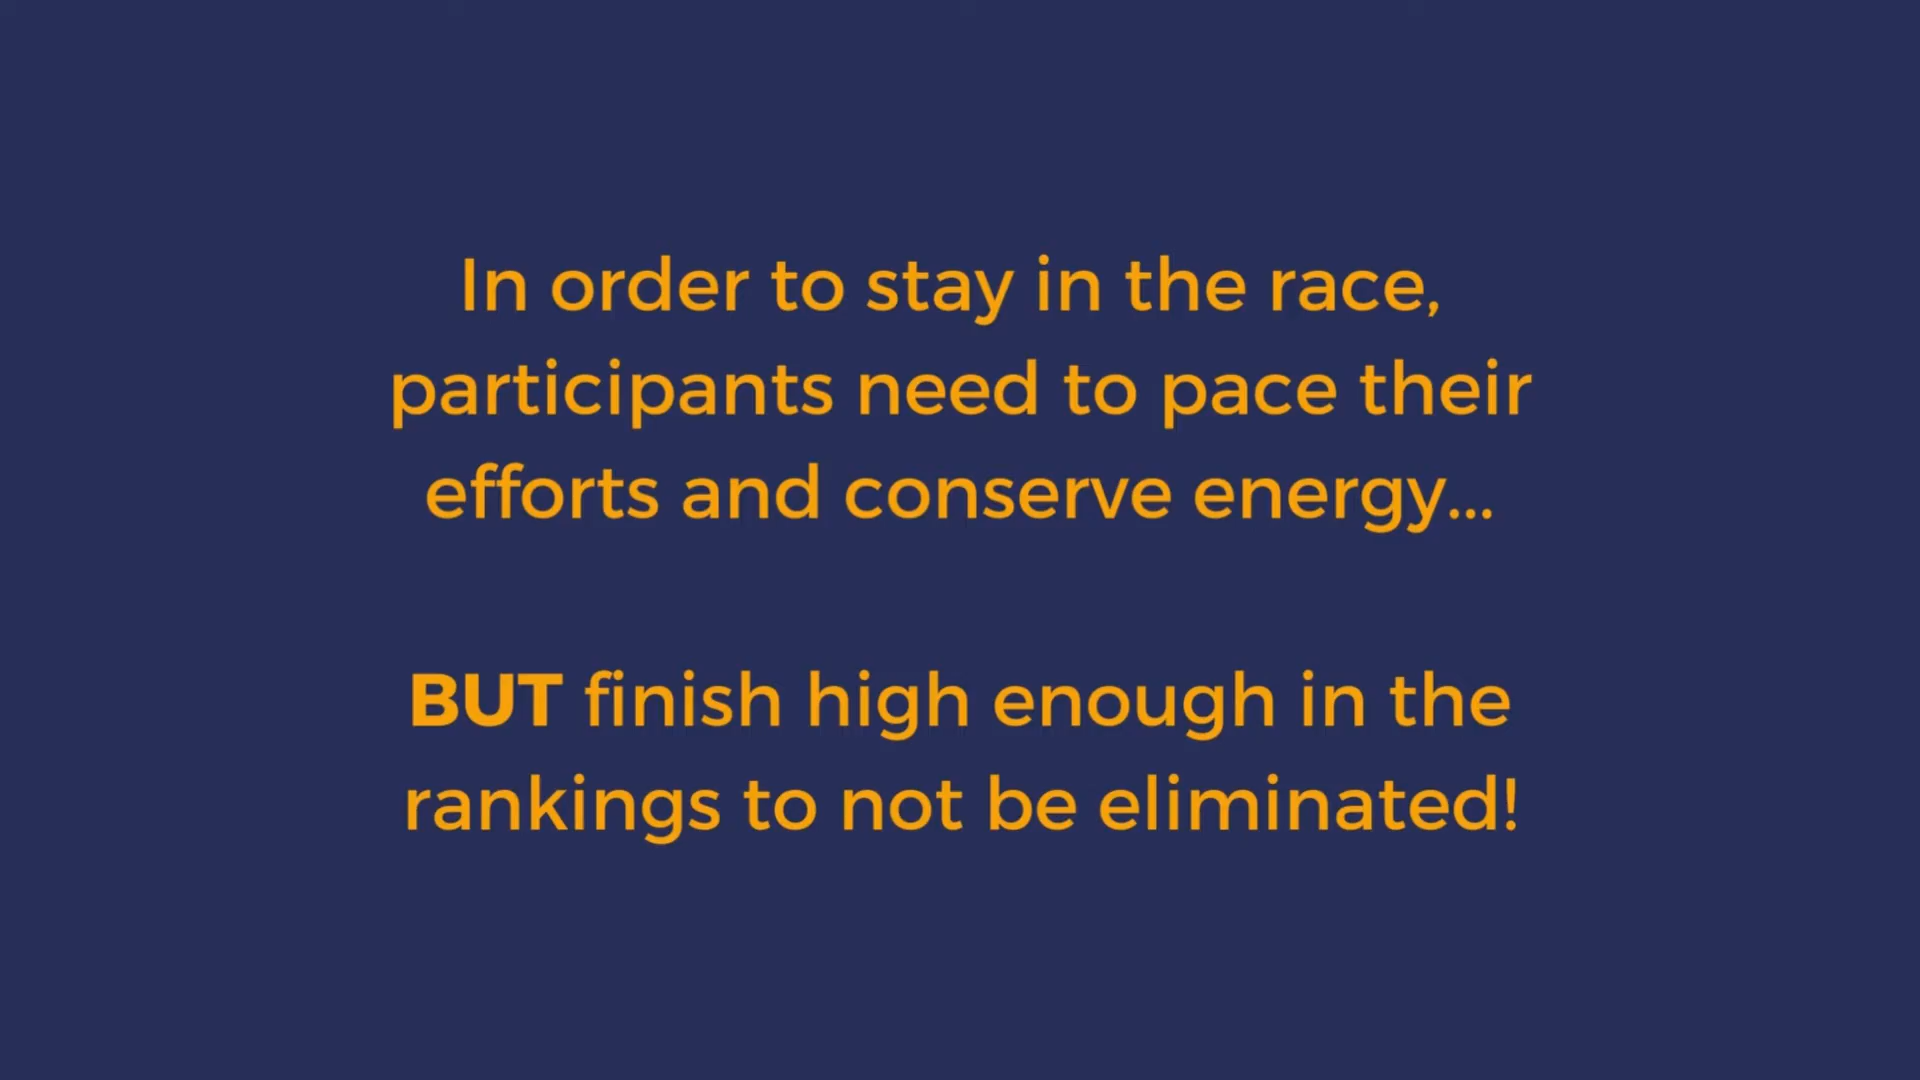 In order to stay in the race,
participants need to pace their
efforts and conserve energy...
BUT finish high enough in the
rankings to not be eliminated!